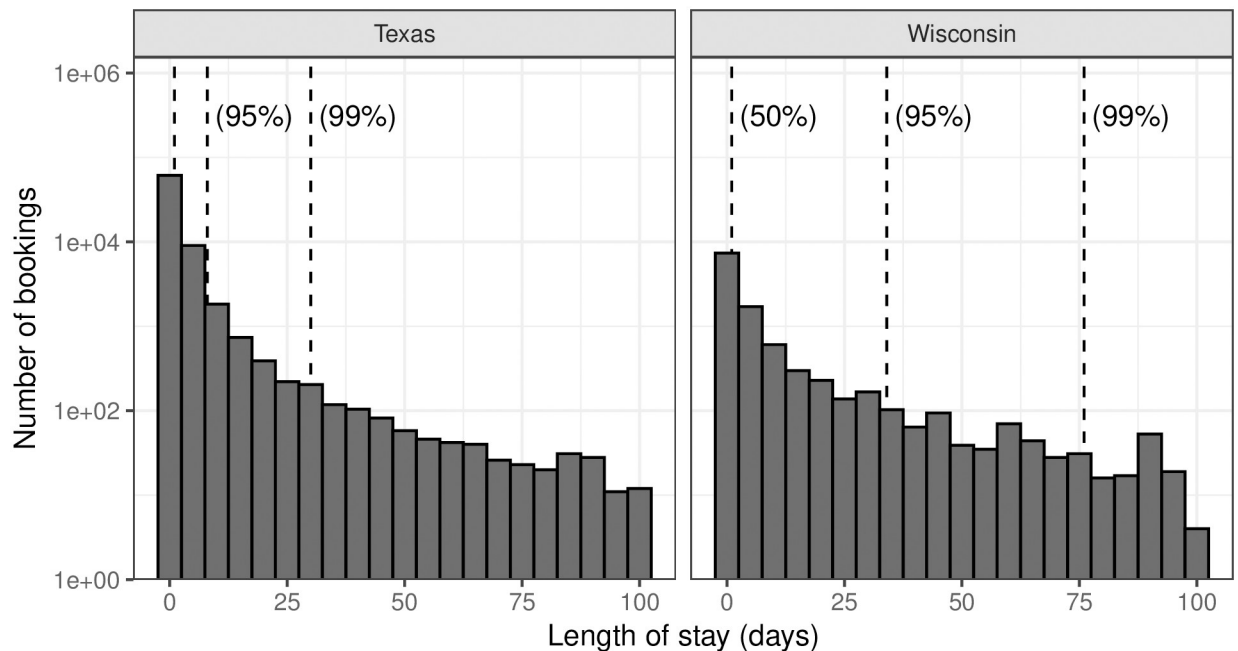 Texas
Wisconsin
1e+06
(95%)
(99%)
(50%)
(95%)
(99%)
1e+04
1e+02
1e+00
Number of bookings
0
25
50
75
100
0
25
50
75
100
Length of stay (days)